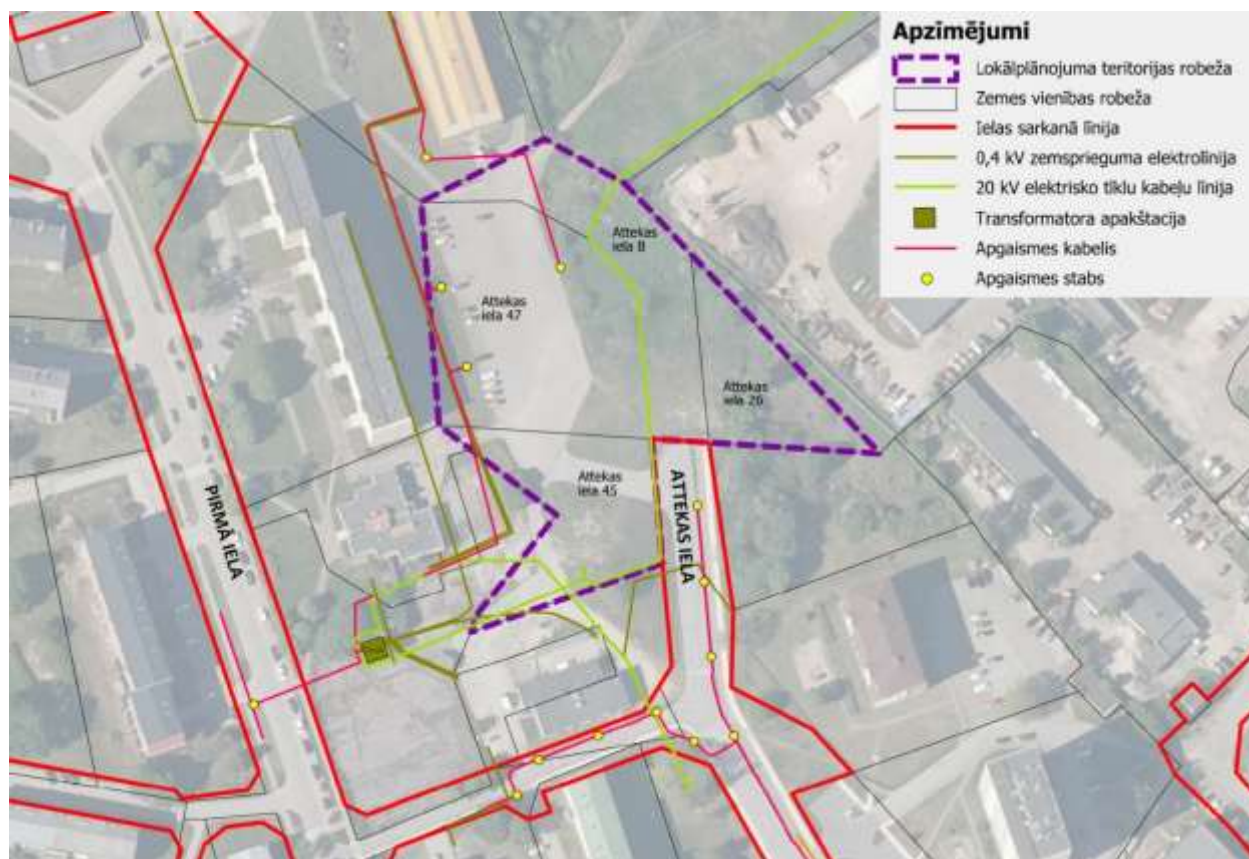 Apzīmējumi
Lokālplānojuma teritorijas robeža
Zemes vienības robeža
Ielas sarkanā līnija
0,4 kV zemsprieguma elektrolīnija
20 kV elektrisko tīklu kabeļu līnija
Transformatora apakštacija
Apgaismes kabelis
Apgaismes stabs
Attekas
iela 8
Attekas
iela 47
Attekas
iela 26
Attekas
iela 45
PIRMĀ IELA
ATTEKAS IELA